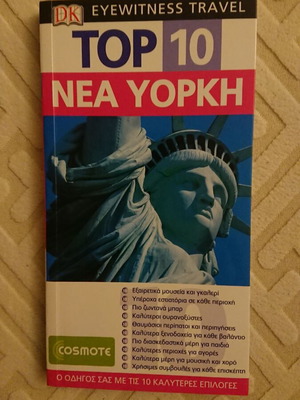 DK EYEWITNESS TRAVEL
TOP 10
ΝΕΑ ΥΟΡΚΗ
Εξαιρετικά μουσεία και γκαλερί
Υπέροχα εστιατόρια σε κάθε περιοχή
Πιο ζωντανά μπαρ
Καλύτεροι ουρανοξύστες
Θαυμάσιοι περίπατοι και περιηγήσεις
Καλύτερα ξενοδοχεία για κάθε βαλάντιο
Πιο διασκεδαστικά μέρη για παιδιά
Καλύτερες περιοχές για αγορές
Καλύτερα μέρη για μουσική και χορό
Χρήσιμες συμβουλές για κάθε επισκέπτη
COSMOTE
Ο ΟΔΗΓΟΣ ΣΑΣ ΜΕ ΤΙΣ 10 ΚΑΛΥΤΕΡΕΣ ΕΠΙΛΟΓΕΣ